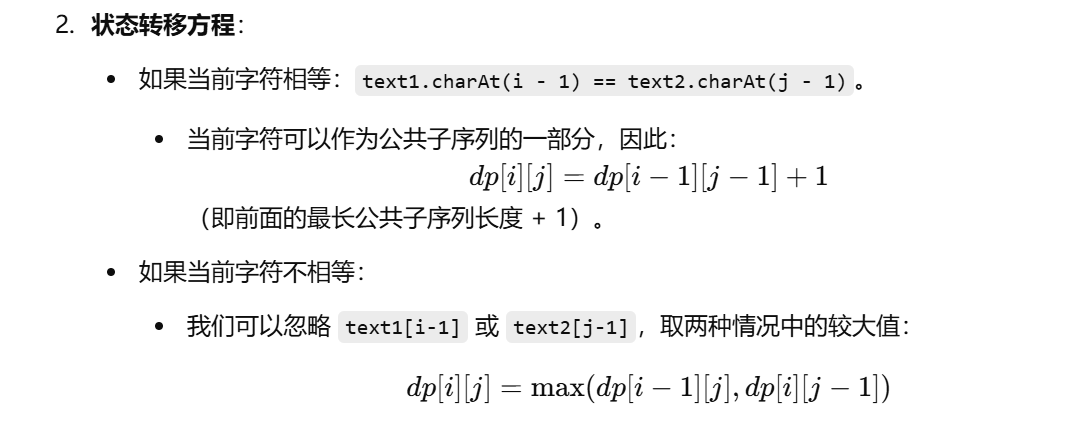 2. 状态转移方程：
• 如果当前字符相等：text1.charAt(i - 1) == text2.charAt(j - 1)。
• 当前字符可以作为公共子序列的一部分，因此：
dp[i][j] = dp[i − 1][j − 1] + 1
（即前面的最长公共子序列长度 + 1）。
• 如果当前字符不相等：
• 我们可以忽略 text1[i-1] 或 text2[j-1]，取两种情况中的较大值：
dp[i][j] = max(dp[i − 1][j], dp[i][j − 1])